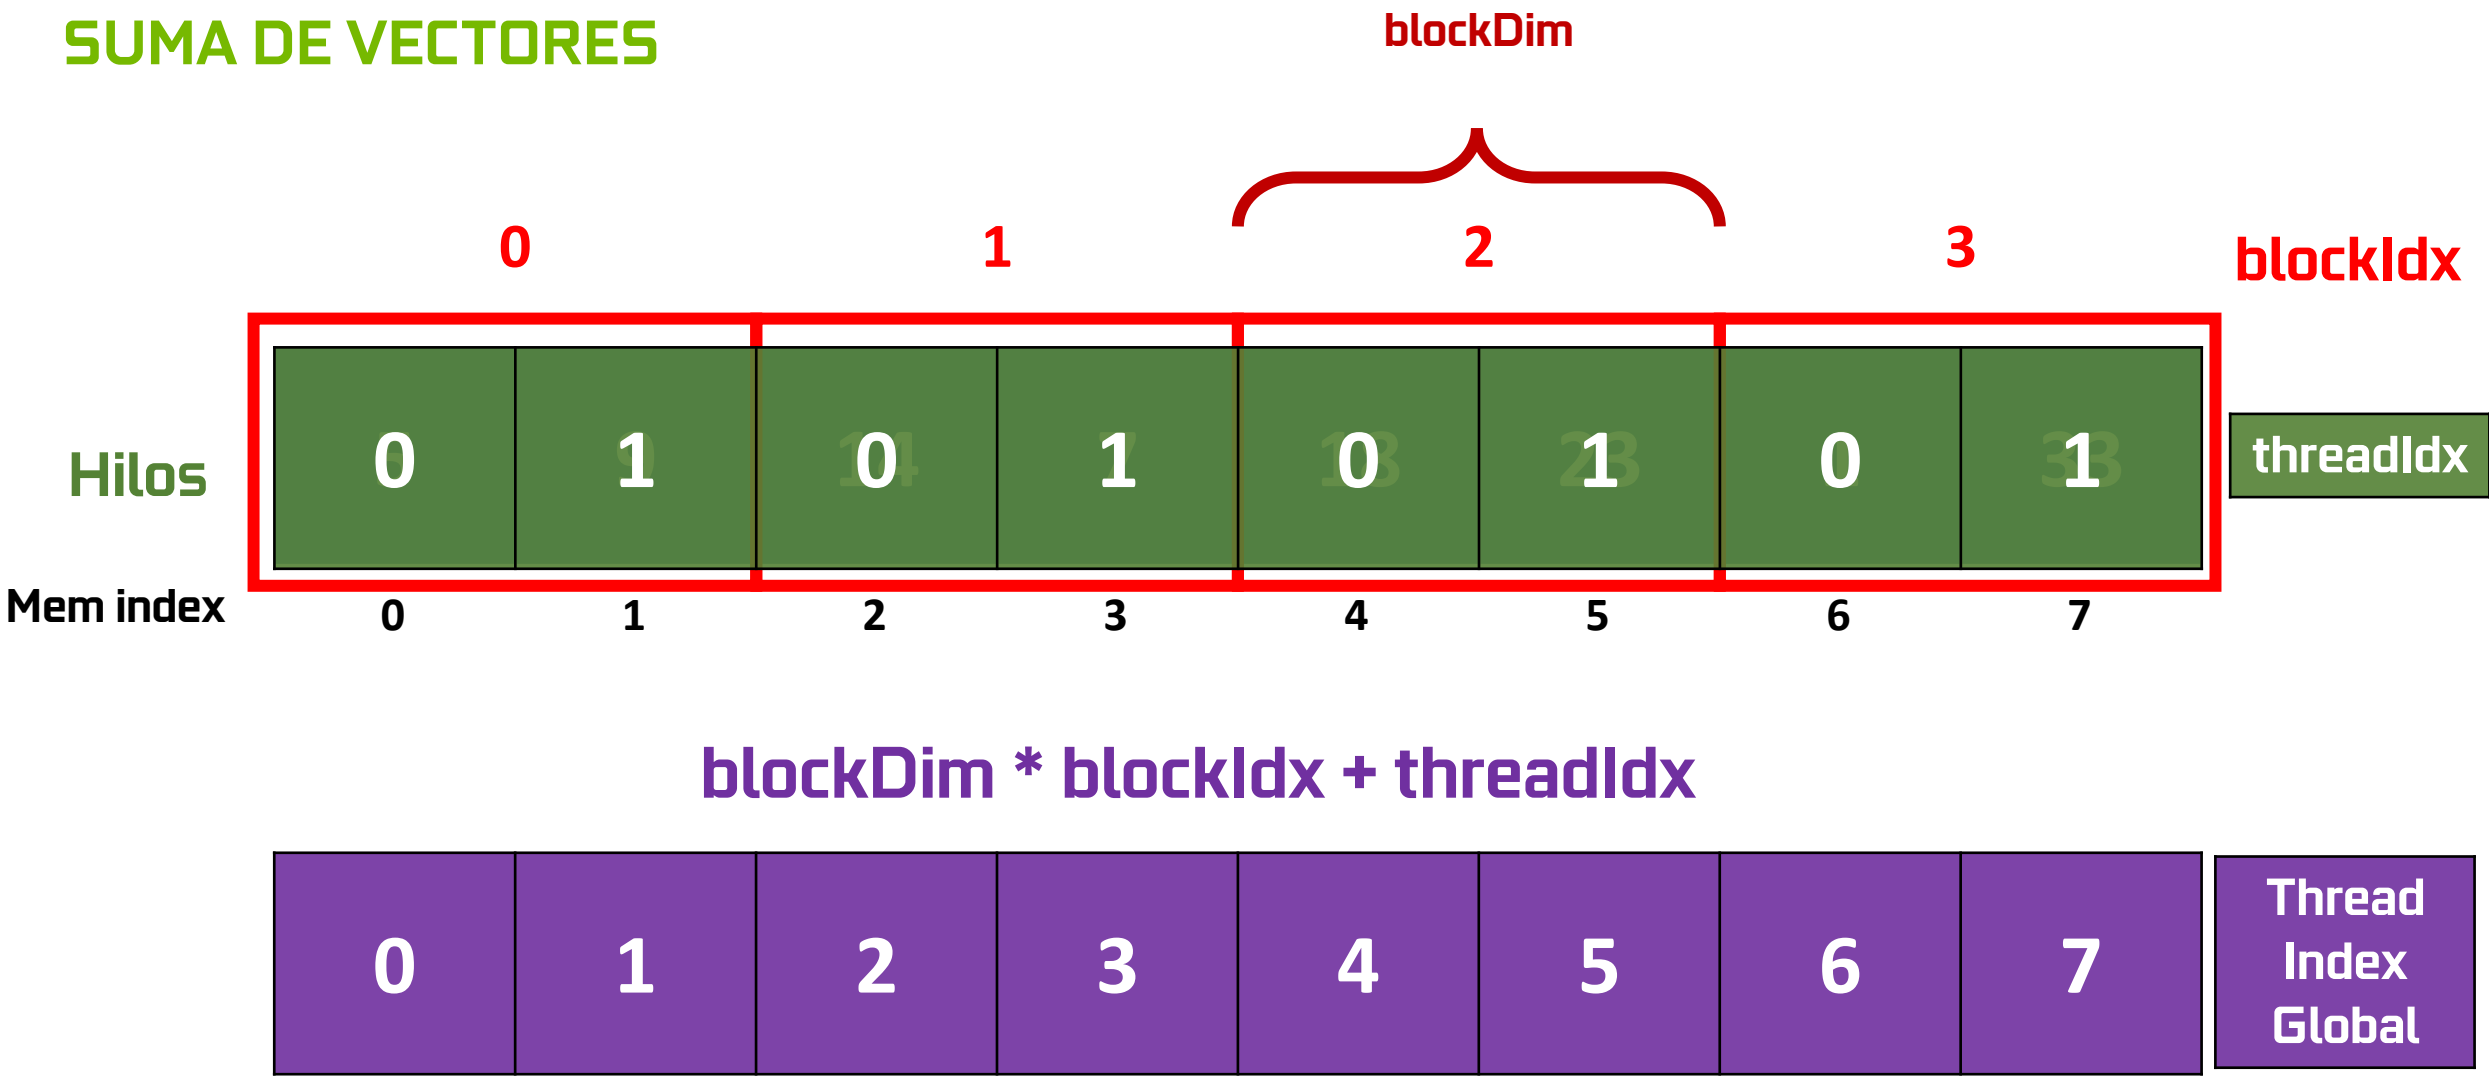 SUMA DE VECTORES
blockDim
0 1 2 3 blockIdx
Hilos 0 1 0 1 0 1 0 1 threadIdx
Mem index 0 1 2 3 4 5 6 7
blockDim * blockIdx + threadIdx
0 1 2 3 4 5 6 7
Thread
Index
Global